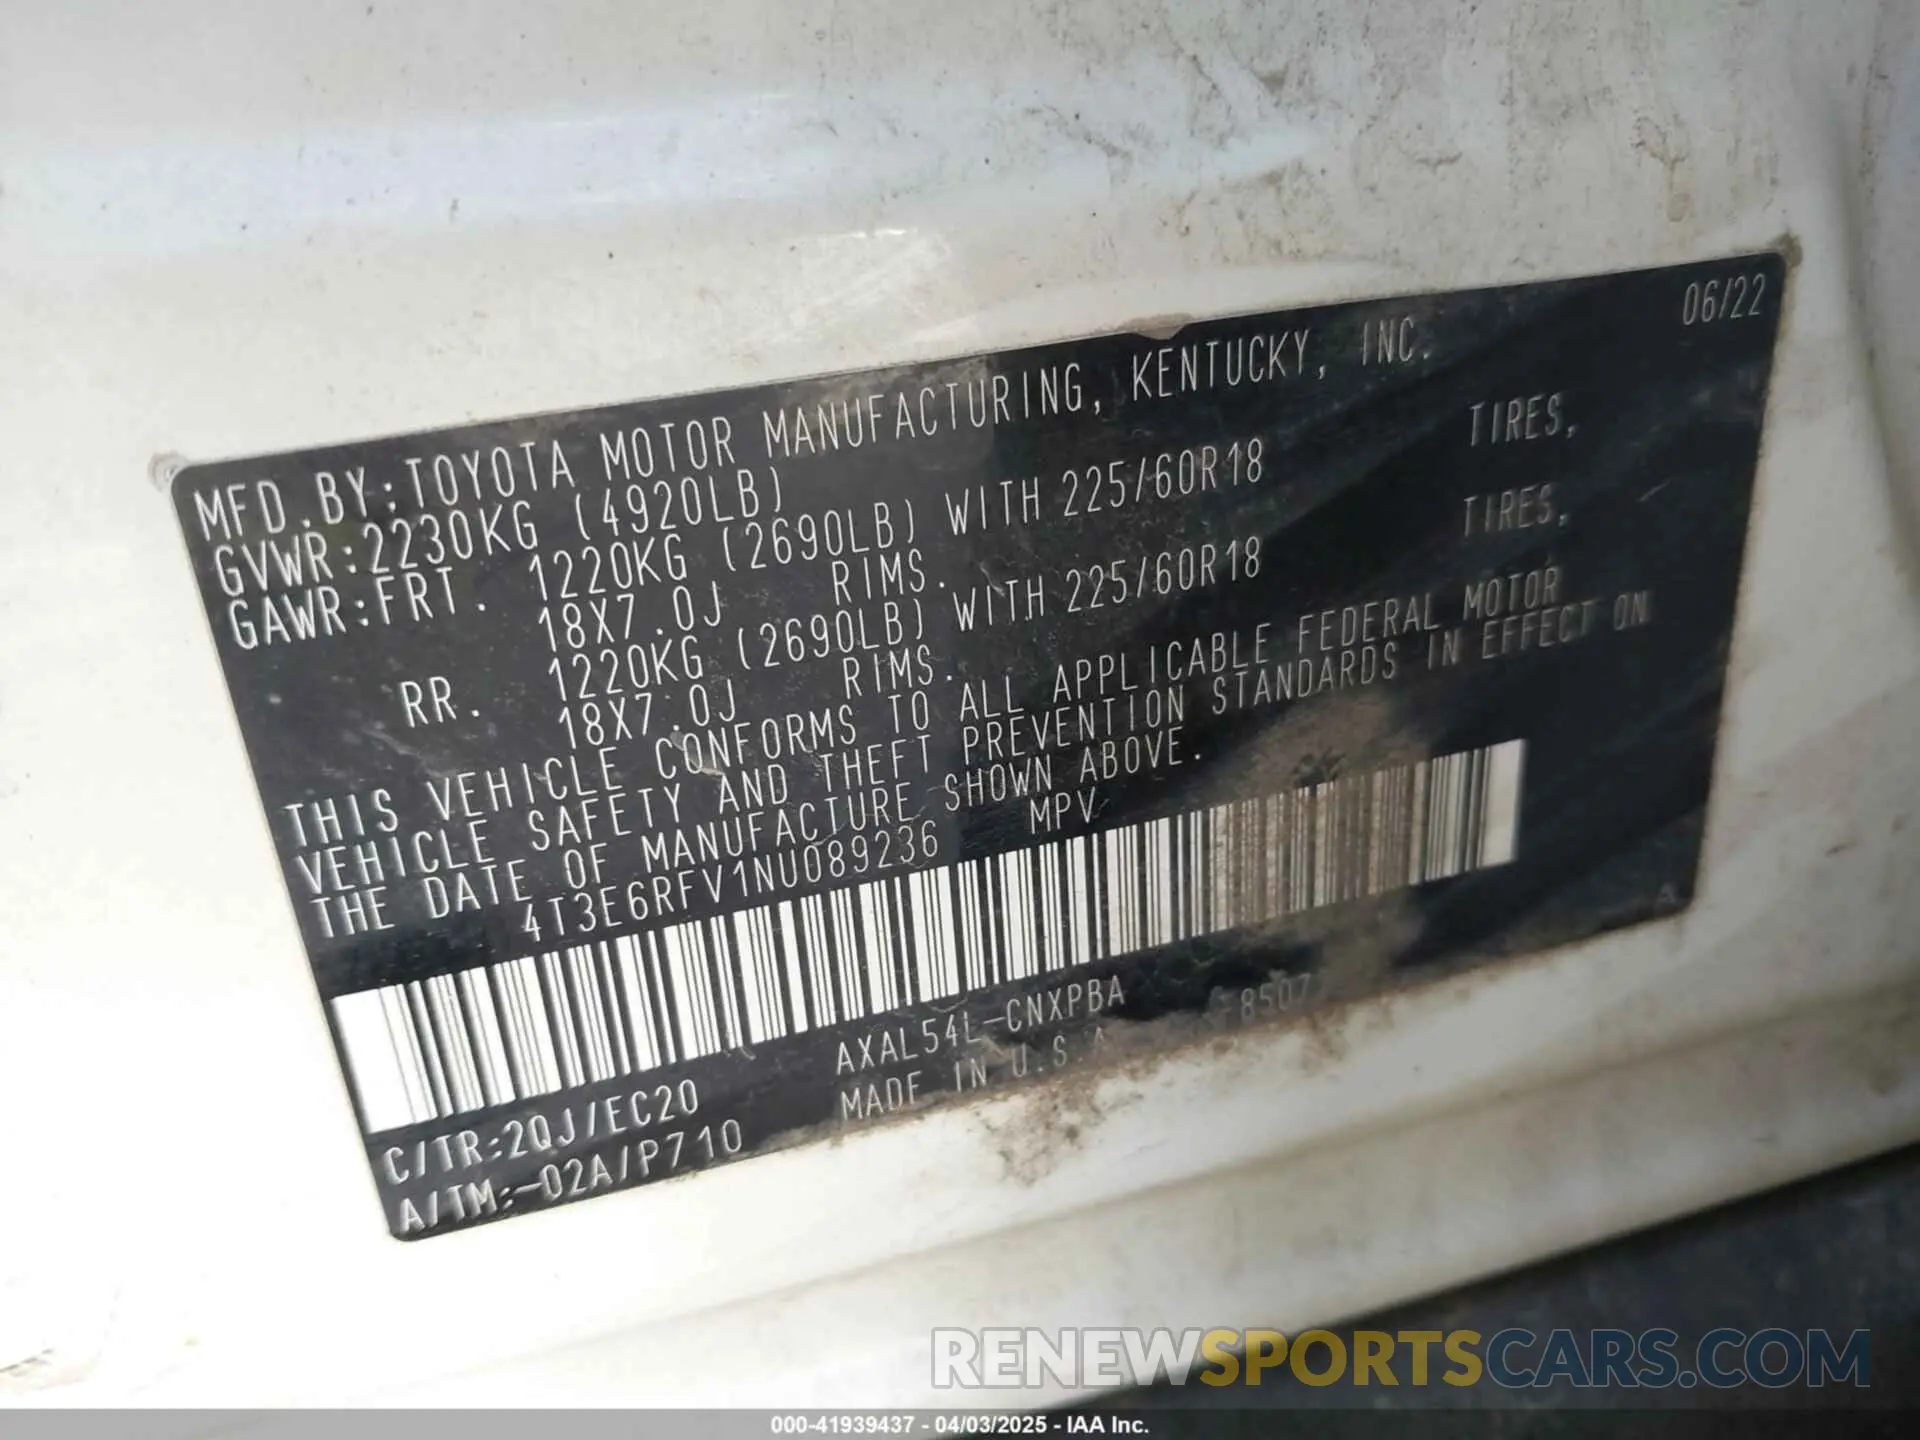 06/22
MFD.BY:TOYOTA MOTOR MANUFACTURING, KENTUCKY, INC.
GVWR:2230KG (4920LB)
GAWR:FRT. 1220KG (2690LB) WITH 225/60R18 TIRES,
18X7.0J RIMS.
RR. 1220KG (2690LB) WITH 225/60R18 TIRES,
18X7.0J RIMS.
THIS VEHICLE CONFORMS TO ALL APPLICABLE FEDERAL MOTOR
VEHICLE SAFETY AND THEFT PREVENTION STANDARDS IN EFFECT ON
THE DATE OF MANUFACTURE SHOWN ABOVE.
4T3E6RFV1NU089236 MPV
A
C/TR:2QJ/EC20 AXAL54L-CNXPBA
A/TM:-02A/P710 MADE IN U.S.A
RENEWSPORTSCARS.COM
000-41939437 - 04/03/2025 - IAA Inc.